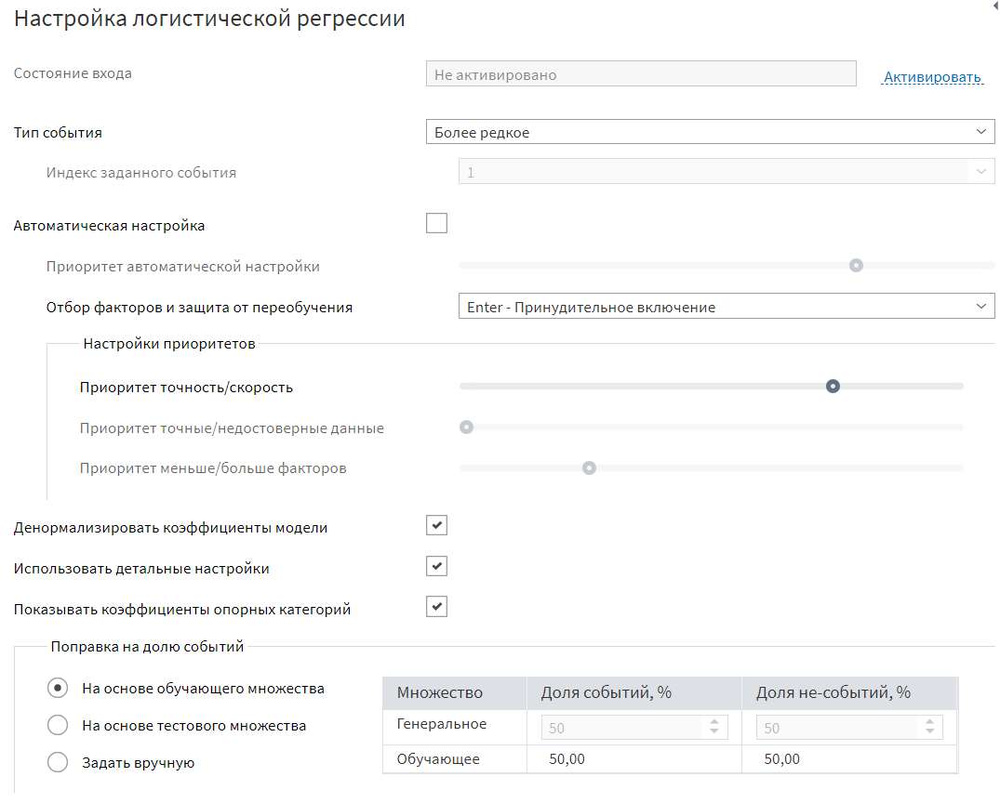 Настройка логистической регрессии
Состояние входа Не активировано Активировать
Тип события Более редкое
Индекс заданного события 1
Автоматическая настройка
Приоритет автоматической настройки
Отбор факторов и защита от переобучения Enter - Принудительное включение
Настройки приоритетов
Приоритет точность/скорость
Приоритет точные/недостоверные данные
Приоритет меньше/больше факторов
Денормализировать коэффициенты модели
Использовать детальные настройки
Показывать коэффициенты опорных категорий
Поправка на долю событий
На основе обучающего множества
На основе тестового множества
Задать вручную
Множество Доля событий, % Доля не-событий, %
Генеральное 50 50
Обучающее 50,00 50,00